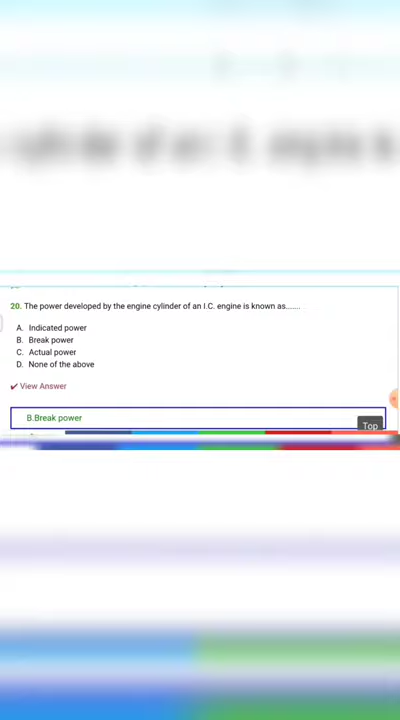 20. The power developed by the engine cylinder of an I.C. engine is known as.......
A. Indicated power
B. Break power
C. Actual power
D. None of the above
✔ View Answer
B.Break power
Top